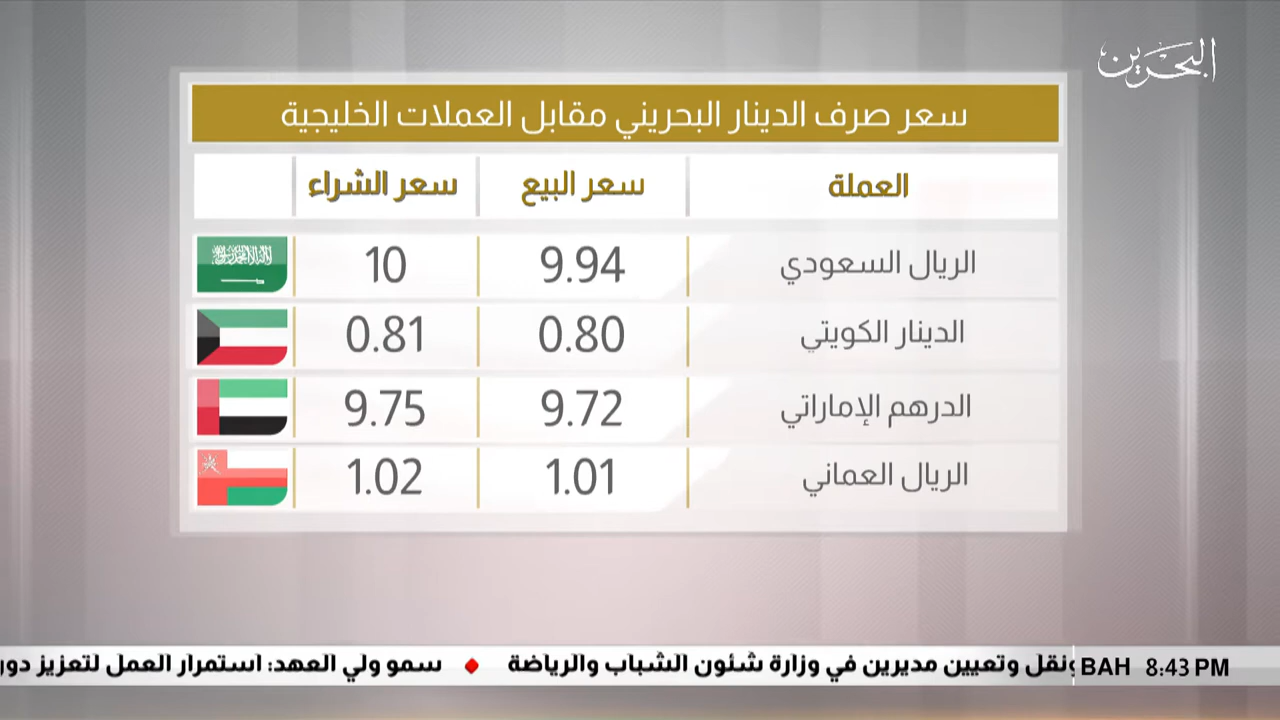 البحرين
سعر صرف الدينار البحريني مقابل العملات الخليجية
العملة سعر البيع سعر الشراء
الريال السعودي 9.94 10
الدينار الكويتي 0.80 0.81
الدرهم الإماراتي 9.72 9.75
الريال العماني 1.01 1.02
BAH 8:43 PM ونقل وتعيين مديرين في وزارة شئون الشباب والرياضة ♦ سمو ولي العهد: استمرار العمل لتعزيز دور